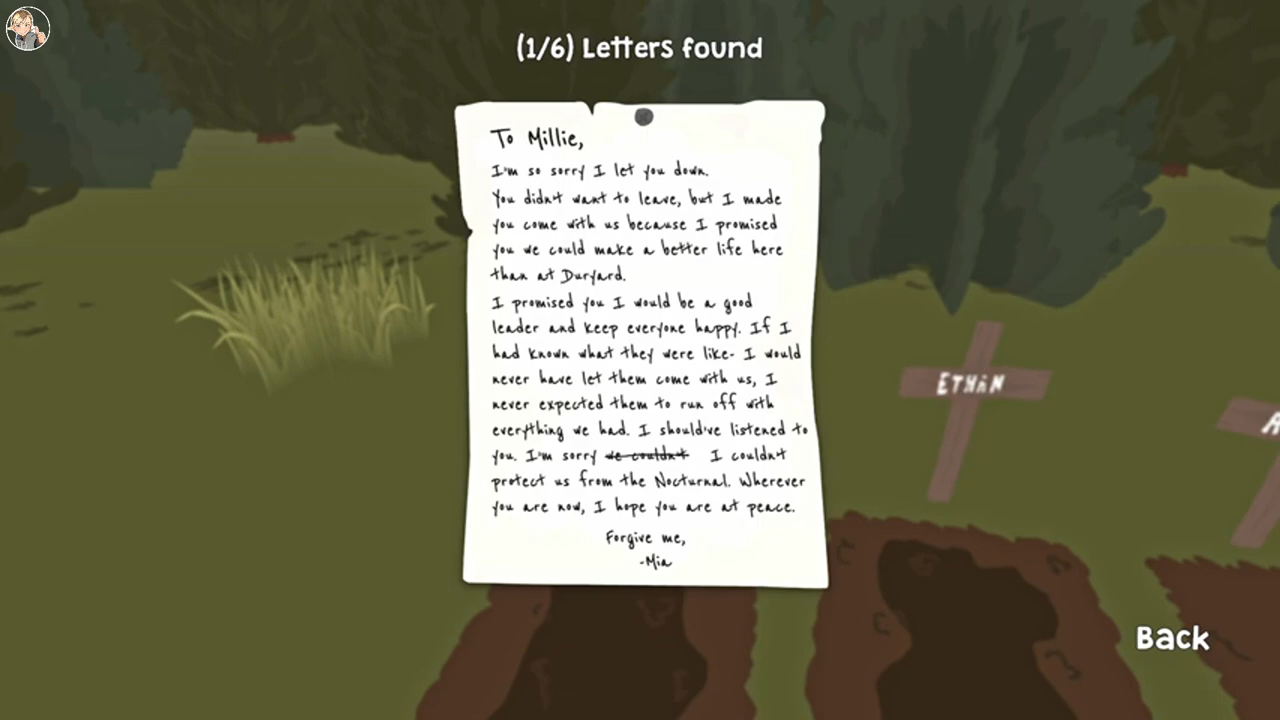 (1/6) Letters found
To Millie,
I'm so sorry I let you down.
You didn't want to leave, but I made
you come with us because I promised
you we could make a better life here
than at Duryard.
I promised you I would be a good
leader and keep everyone happy. If I
had known what they were like- I would
never have let them come with us, I
never expected them to run off with
everything we had. I should've listened to
you. I'm sorry we couldn't I couldn't
protect us from the Nocturnal. Wherever
you are now, I hope you are at peace.
Forgive me,
-Mia
ETHAN
Back